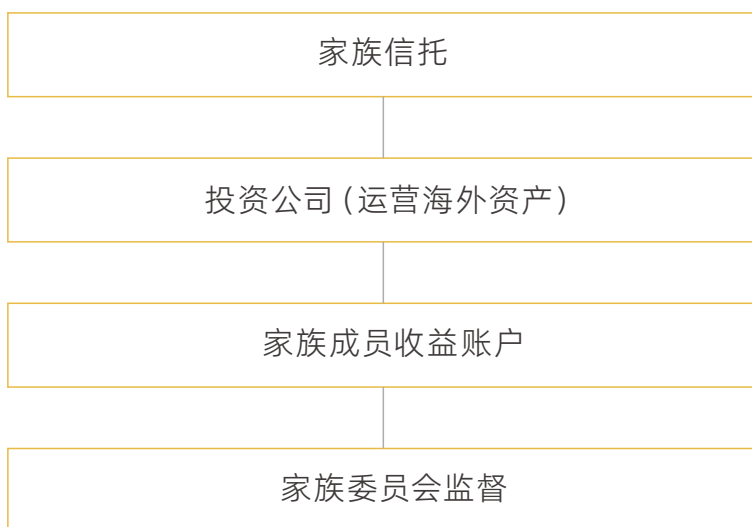 家族信托
投资公司（运营海外资产）
家族成员收益账户
家族委员会监督